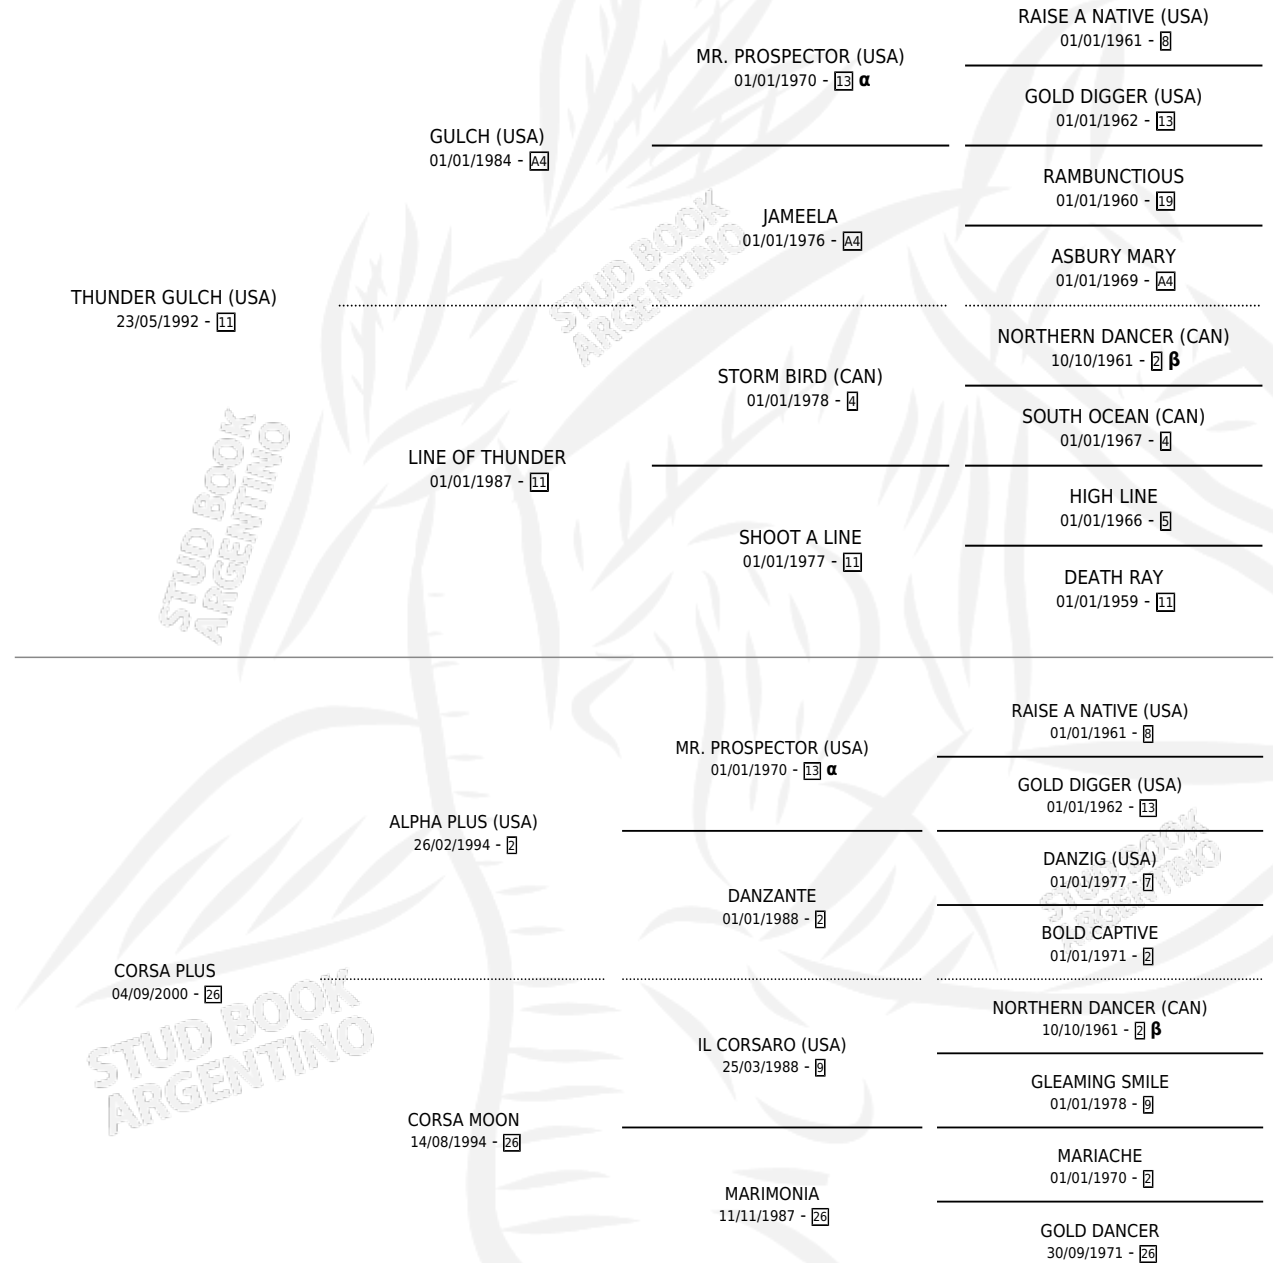 RAISE A NATIVE (USA)
01/01/1961 - 8
MR. PROSPECTOR (USA)
01/01/1970 - 13 α
GOLD DIGGER (USA)
01/01/1962 - 13
GULCH (USA)
01/01/1984 - A4
RAMBUNCTIOUS
01/01/1960 - 19
JAMEELA
01/01/1976 - A4
ASBURY MARY
01/01/1969 - A4
THUNDER GULCH (USA)
23/05/1992 - 11
NORTHERN DANCER (CAN)
10/10/1961 - 2 β
STORM BIRD (CAN)
01/01/1978 - 4
SOUTH OCEAN (CAN)
01/01/1967 - 4
LINE OF THUNDER
01/01/1987 - 11
HIGH LINE
01/01/1966 - 5
SHOOT A LINE
01/01/1977 - 11
DEATH RAY
01/01/1959 - 11
RAISE A NATIVE (USA)
01/01/1961 - 8
MR. PROSPECTOR (USA)
01/01/1970 - 13 α
GOLD DIGGER (USA)
01/01/1962 - 13
ALPHA PLUS (USA)
26/02/1994 - 2
DANZIG (USA)
01/01/1977 - 7
DANZANTE
01/01/1988 - 2
BOLD CAPTIVE
01/01/1971 - 2
CORSA PLUS
04/09/2000 - 26
NORTHERN DANCER (CAN)
10/10/1961 - 2 β
IL CORSARO (USA)
25/03/1988 - 9
GLEAMING SMILE
01/01/1978 - 9
CORSA MOON
14/08/1994 - 26
MARIACHE
01/01/1970 - 2
MARIMONIA
11/11/1987 - 26
GOLD DANCER
30/09/1971 - 26
STUD BOOK
ARGENTINO
STUD BOOK
ARGENTINO
STUD BOOK
ARGENTINO
STUD BOOK
ARGENTINO